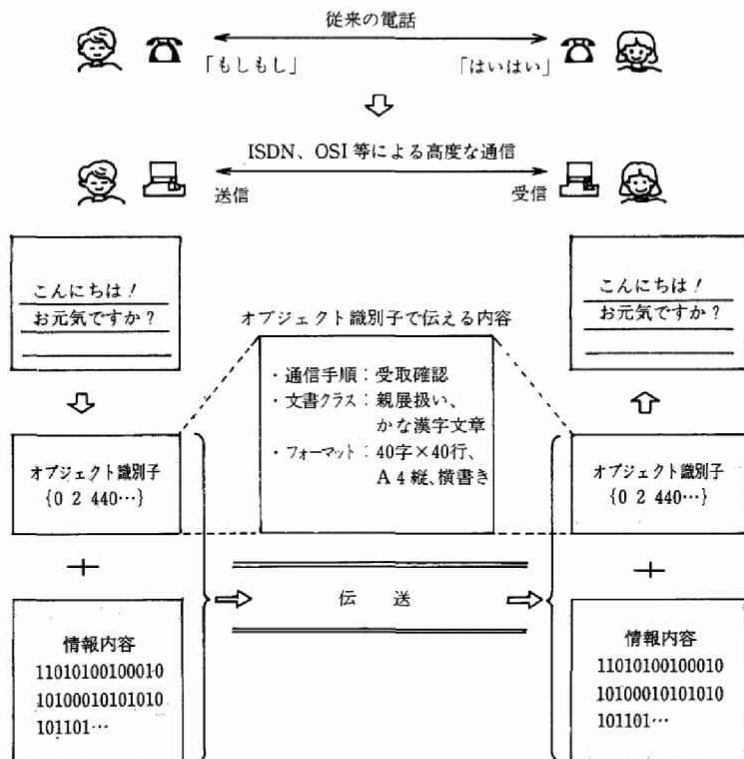 従来の電話
「もしもし」
「はいはい」
ISDN、OSI等による高度な通信
送信
受信
こんにちは！
お元気ですか？
こんにちは！
お元気ですか？
オブジェクト識別子で伝える内容
・通信手順：受取確認
・文書クラス：親展扱い、
かな漢字文章
・フォーマット：40字×40行、
A4縦、横書き
オブジェクト識別子
{0 2 440…}
オブジェクト識別子
{0 2 440…}
＋
＋
伝 送
情報内容
11010100100010
10100010101010
101101…
情報内容
11010100100010
10100010101010
101101…